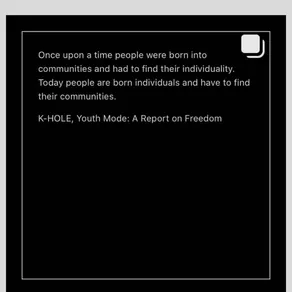 Once upon a time people were born into
communities and had to find their individuality.
Today people are born individuals and have to find
their communities.
K-HOLE, Youth Mode: A Report on Freedom